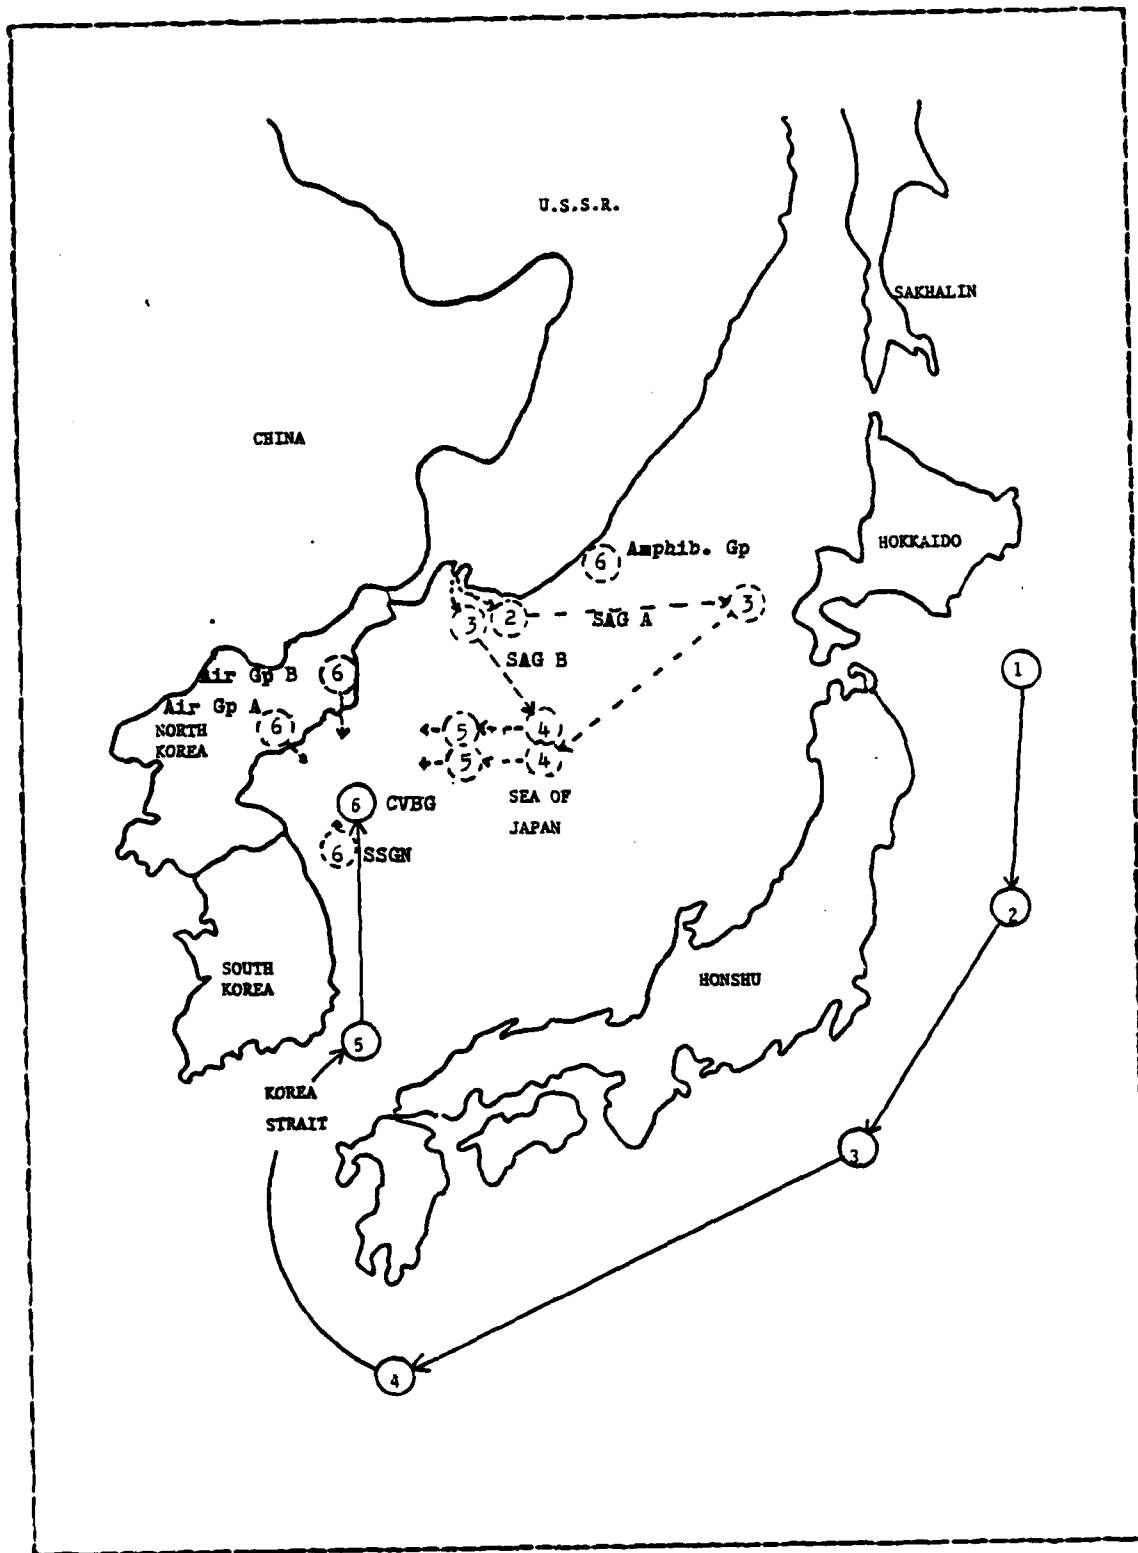 U.S.S.R.
SAKHALIN
CHINA
HOKKAIDO
6 Amphib. Gp
3 2 SAG A 3
SAG B
1
Air Gp B 6
Air Gp A 6
NORTH
KOREA
5 4
5 4
SEA OF
JAPAN
6 CVBG
6 SSGN
2
SOUTH
KOREA
HONSHU
5
KOREA
STRAIT
3
4